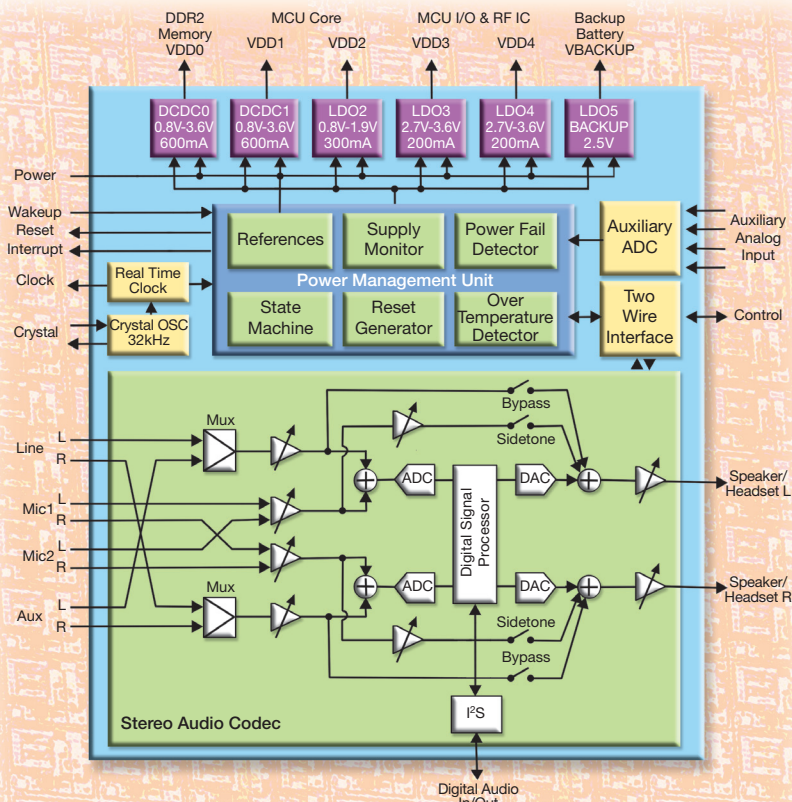 DDR2
Memory
VDD0
MCU Core
VDD1
VDD2
MCU I/O & RF IC
VDD3
VDD4
Backup
Battery
VBACKUP
DCDC0
0.8V-3.6V
600mA
DCDC1
0.8V-3.6V
600mA
LDO2
0.8V-1.9V
300mA
LDO3
2.7V-3.6V
200mA
LDO4
2.7V-3.6V
200mA
LDO5
BACKUP
2.5V
Power
Wakeup
Reset
Interrupt
Clock
Crystal
Real Time
Clock
Crystal OSC
32kHz
References
Supply
Monitor
Power Fail
Detector
Power Management Unit
State
Machine
Reset
Generator
Over
Temperature
Detector
Auxiliary
ADC
Auxiliary
Analog
Input
Two
Wire
Interface
Control
Mux
Bypass
Sidetone
Line
L
R
Mic1
L
R
Mic2
L
R
Aux
L
R
ADC
DAC
Digital Signal
Processor
Speaker/
Headset L
Mux
ADC
DAC
Speaker/
Headset R
Sidetone
Bypass
I²S
Stereo Audio Codec
Digital Audio
In/Out